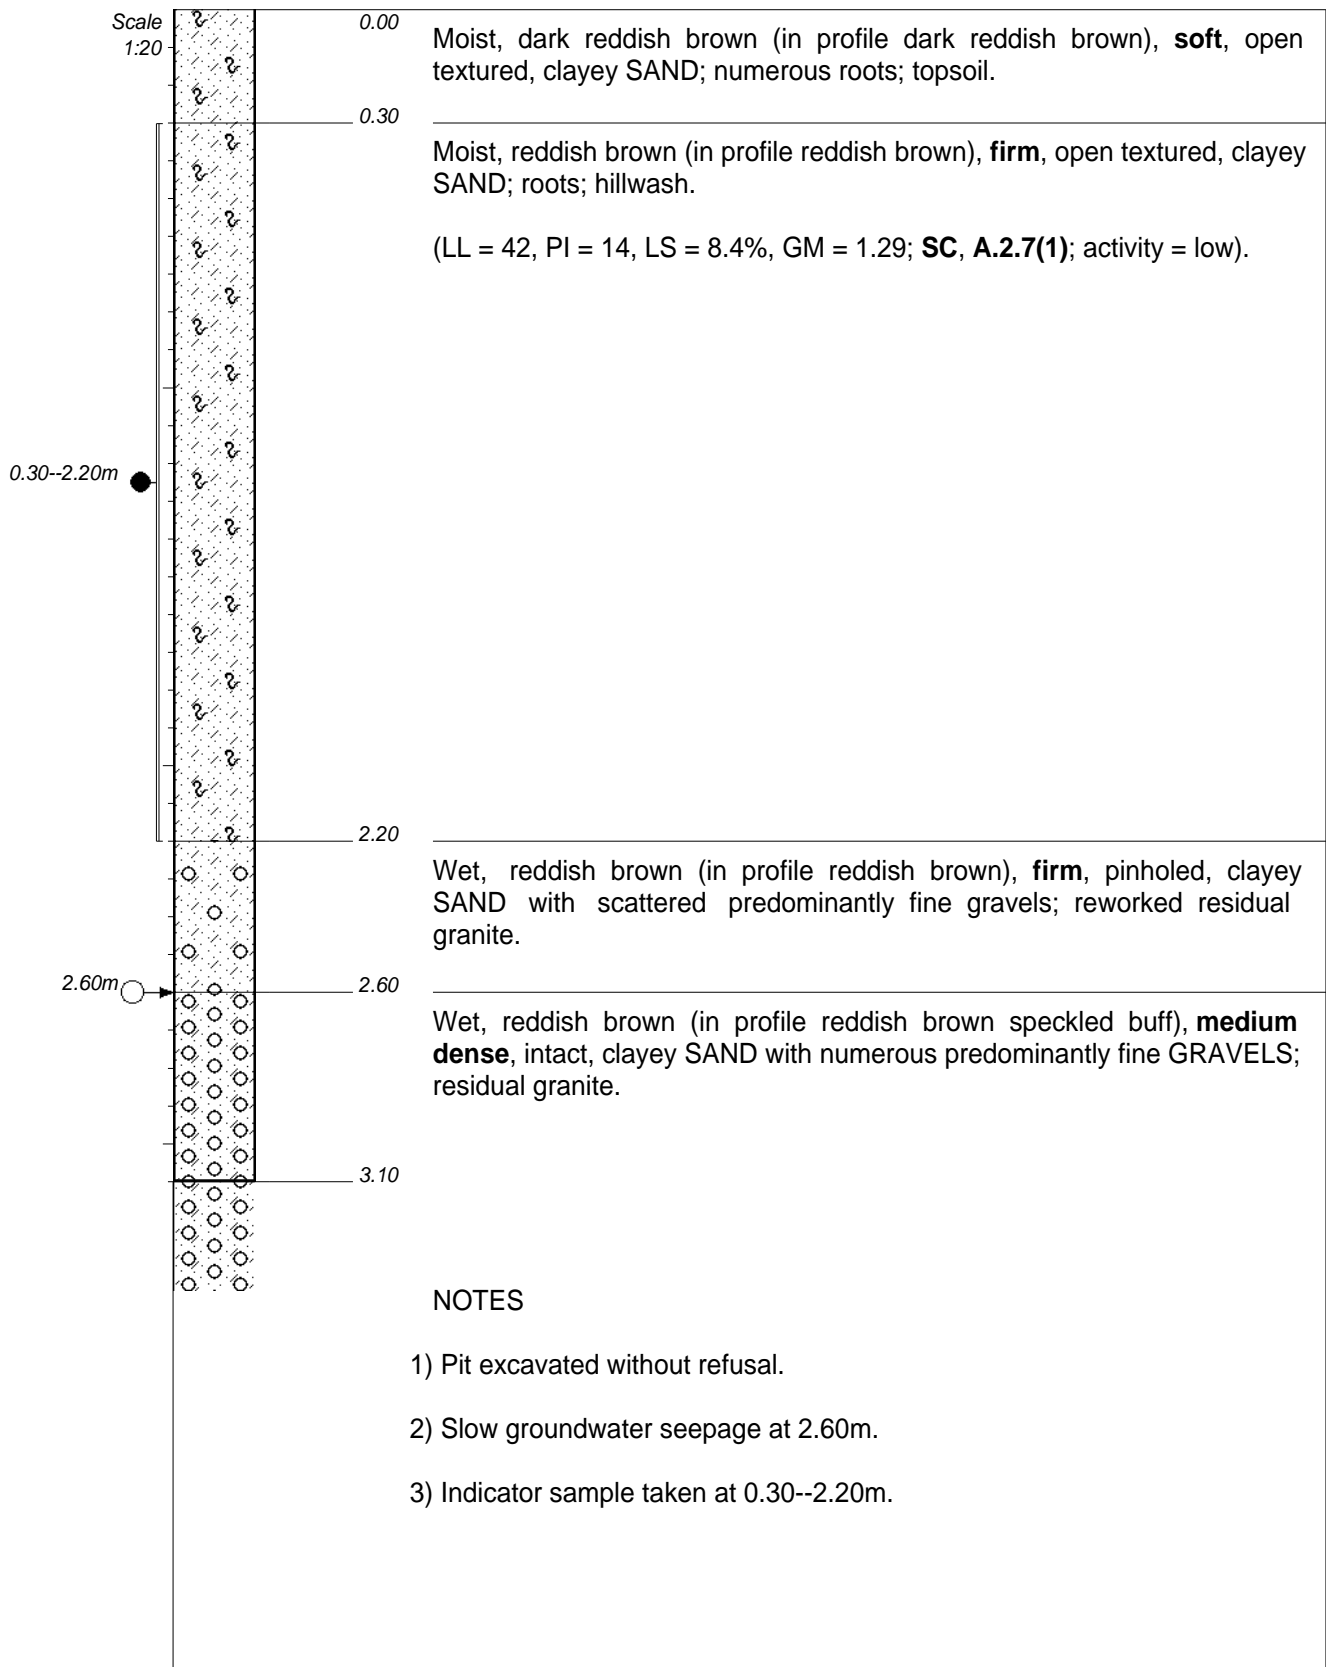 Scale
1:20
0.00
Moist, dark reddish brown (in profile dark reddish brown), soft, open
textured, clayey SAND; numerous roots; topsoil.
0.30
Moist, reddish brown (in profile reddish brown), firm, open textured, clayey
SAND; roots; hillwash.
(LL = 42, PI = 14, LS = 8.4%, GM = 1.29; SC, A.2.7(1); activity = low).
0.30--2.20m
2.20
Wet, reddish brown (in profile reddish brown), firm, pinholed, clayey
SAND with scattered predominantly fine gravels; reworked residual
granite.
2.60m
2.60
Wet, reddish brown (in profile reddish brown speckled buff), medium
dense, intact, clayey SAND with numerous predominantly fine GRAVELS;
residual granite.
3.10
NOTES
1) Pit excavated without refusal.
2) Slow groundwater seepage at 2.60m.
3) Indicator sample taken at 0.30--2.20m.